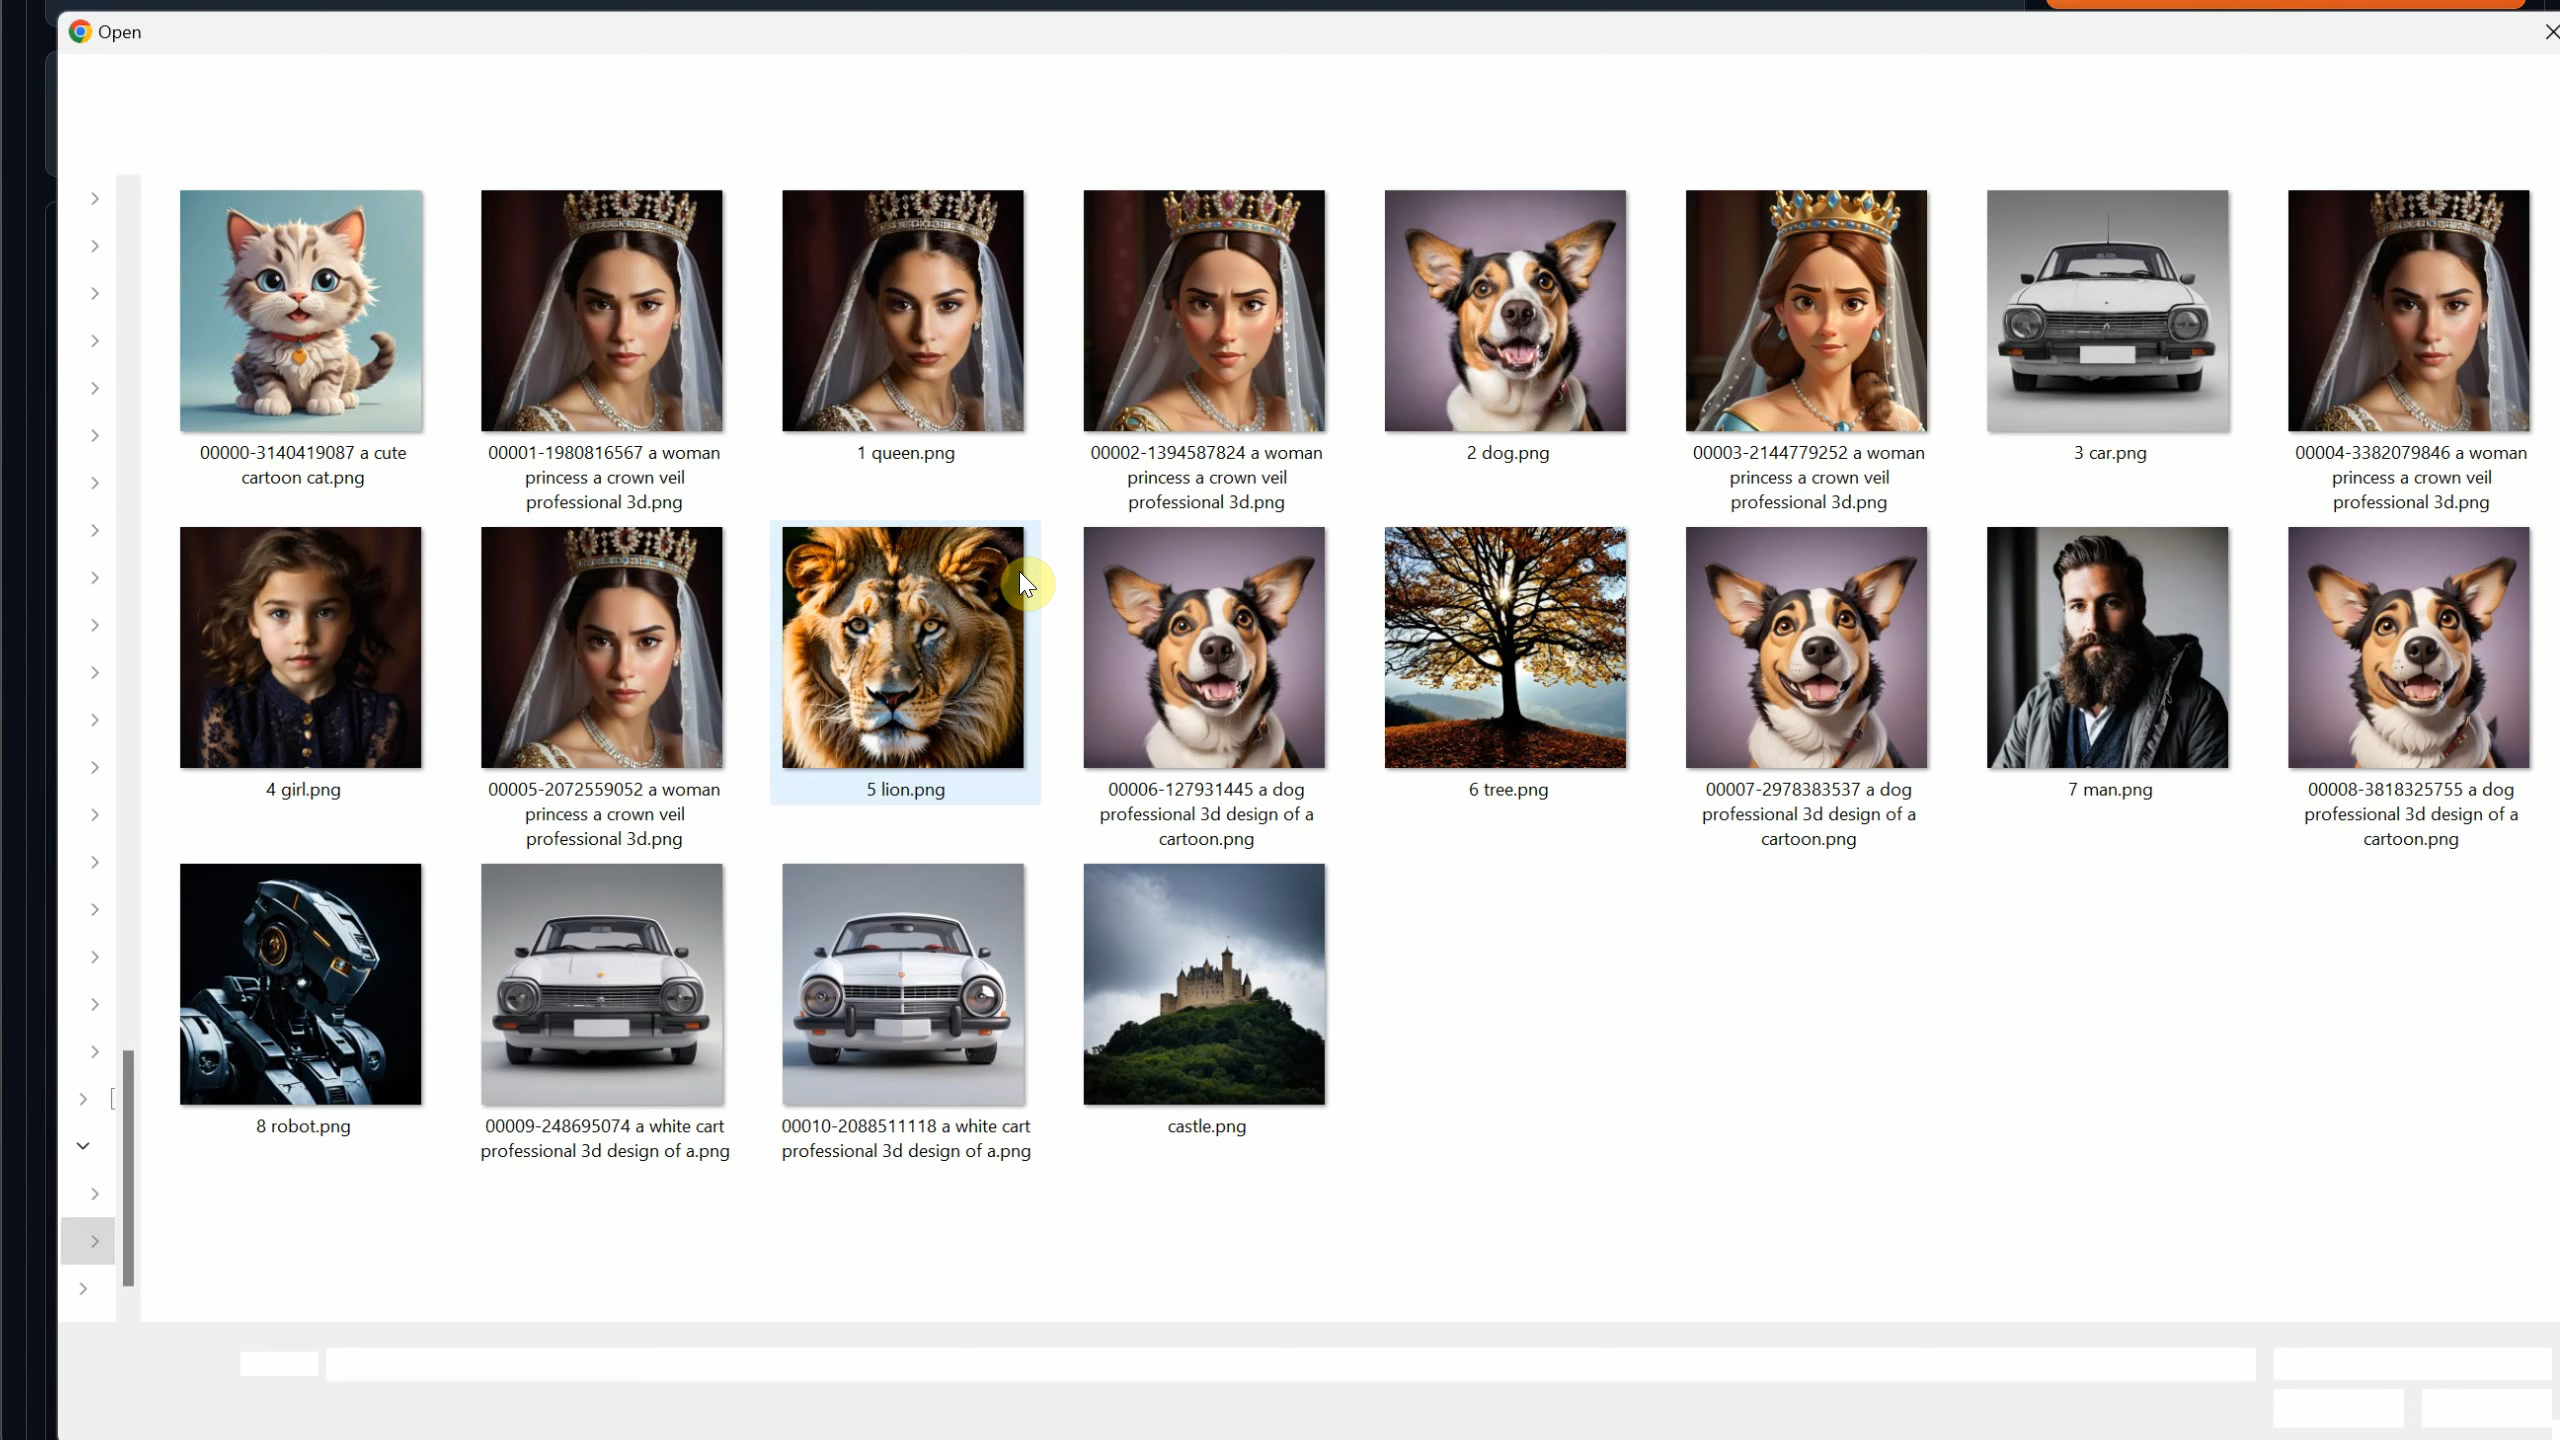 Open
00000-3140419087 a cute
cartoon cat.png
00001-1980816567 a woman
princess a crown veil
professional 3d.png
1 queen.png
00002-1394587824 a woman
princess a crown veil
professional 3d.png
2 dog.png
00003-2144779252 a woman
princess a crown veil
professional 3d.png
3 car.png
00004-3382079846 a woman
princess a crown veil
professional 3d.png
4 girl.png
00005-2072559052 a woman
princess a crown veil
professional 3d.png
5 lion.png
00006-127931445 a dog
professional 3d design of a
cartoon.png
6 tree.png
00007-2978383537 a dog
professional 3d design of a
cartoon.png
7 man.png
00008-3818325755 a dog
professional 3d design of a
cartoon.png
8 robot.png
00009-248695074 a white cart
professional 3d design of a.png
00010-2088511118 a white cart
professional 3d design of a.png
castle.png